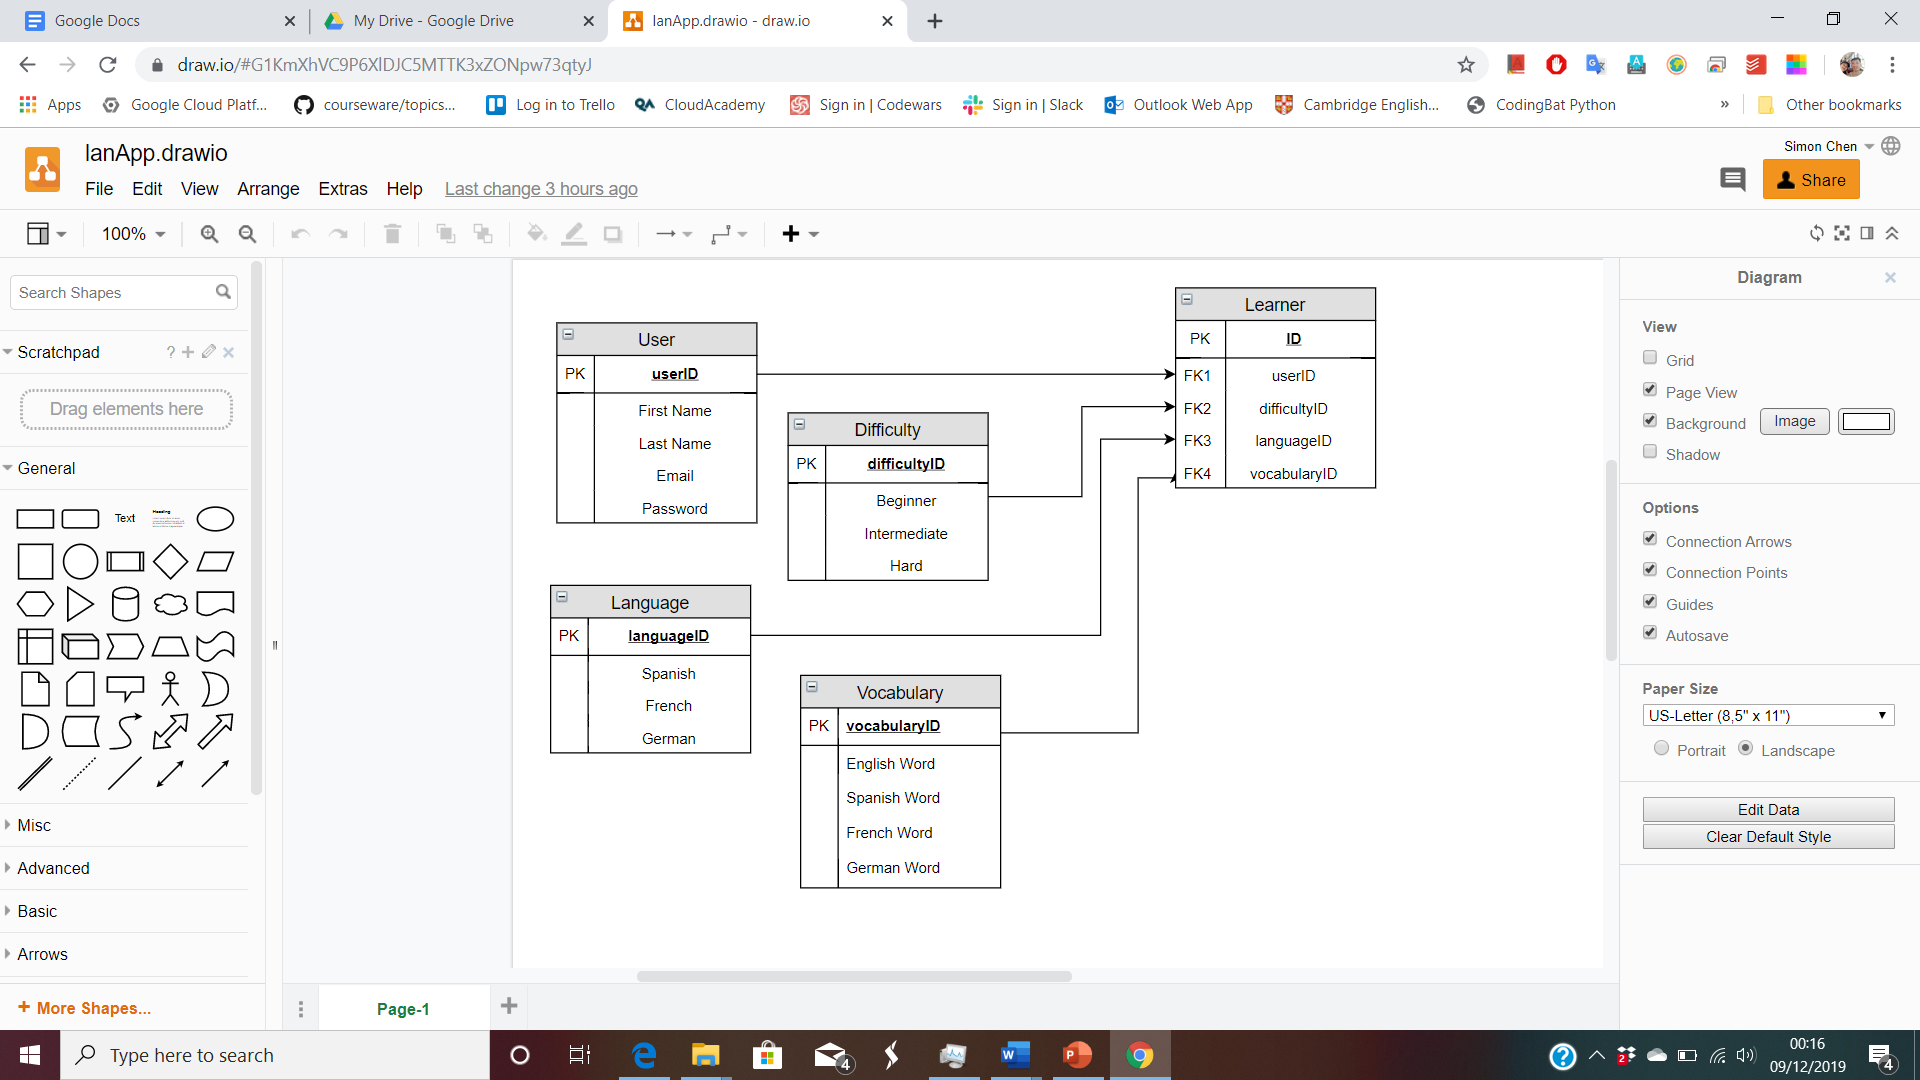 Google Docs
My Drive - Google Drive
lanApp.drawio - draw.io
draw.io/#G1KmXhVC9P6XlDJC5MTTK3xZONpw73qtyJ
Apps
Google Cloud Platf...
courseware/topics...
Log in to Trello
CloudAcademy
Sign in | Codewars
Sign in | Slack
Outlook Web App
Cambridge English...
CodingBat Python
»
Other bookmarks
lanApp.drawio
Simon Chen
File Edit View Arrange Extras Help Last change 3 hours ago
Share
100%
Search Shapes
Scratchpad
?
Drag elements here
General
Text
Heading
Misc
Advanced
Basic
Arrows
+ More Shapes...
User
PK userID
First Name
Last Name
Email
Password
Difficulty
PK difficultyID
Beginner
Intermediate
Hard
Language
PK languageID
Spanish
French
German
Vocabulary
PK vocabularyID
English Word
Spanish Word
French Word
German Word
Learner
PK ID
FK1 userID
FK2 difficultyID
FK3 languageID
FK4 vocabularyID
Diagram
View
Grid
Page View
Background Image
Shadow
Options
Connection Arrows
Connection Points
Guides
Autosave
Paper Size
US-Letter (8,5" x 11")
Portrait Landscape
Edit Data
Clear Default Style
Page-1
Type here to search
4
2
00:16
09/12/2019
4